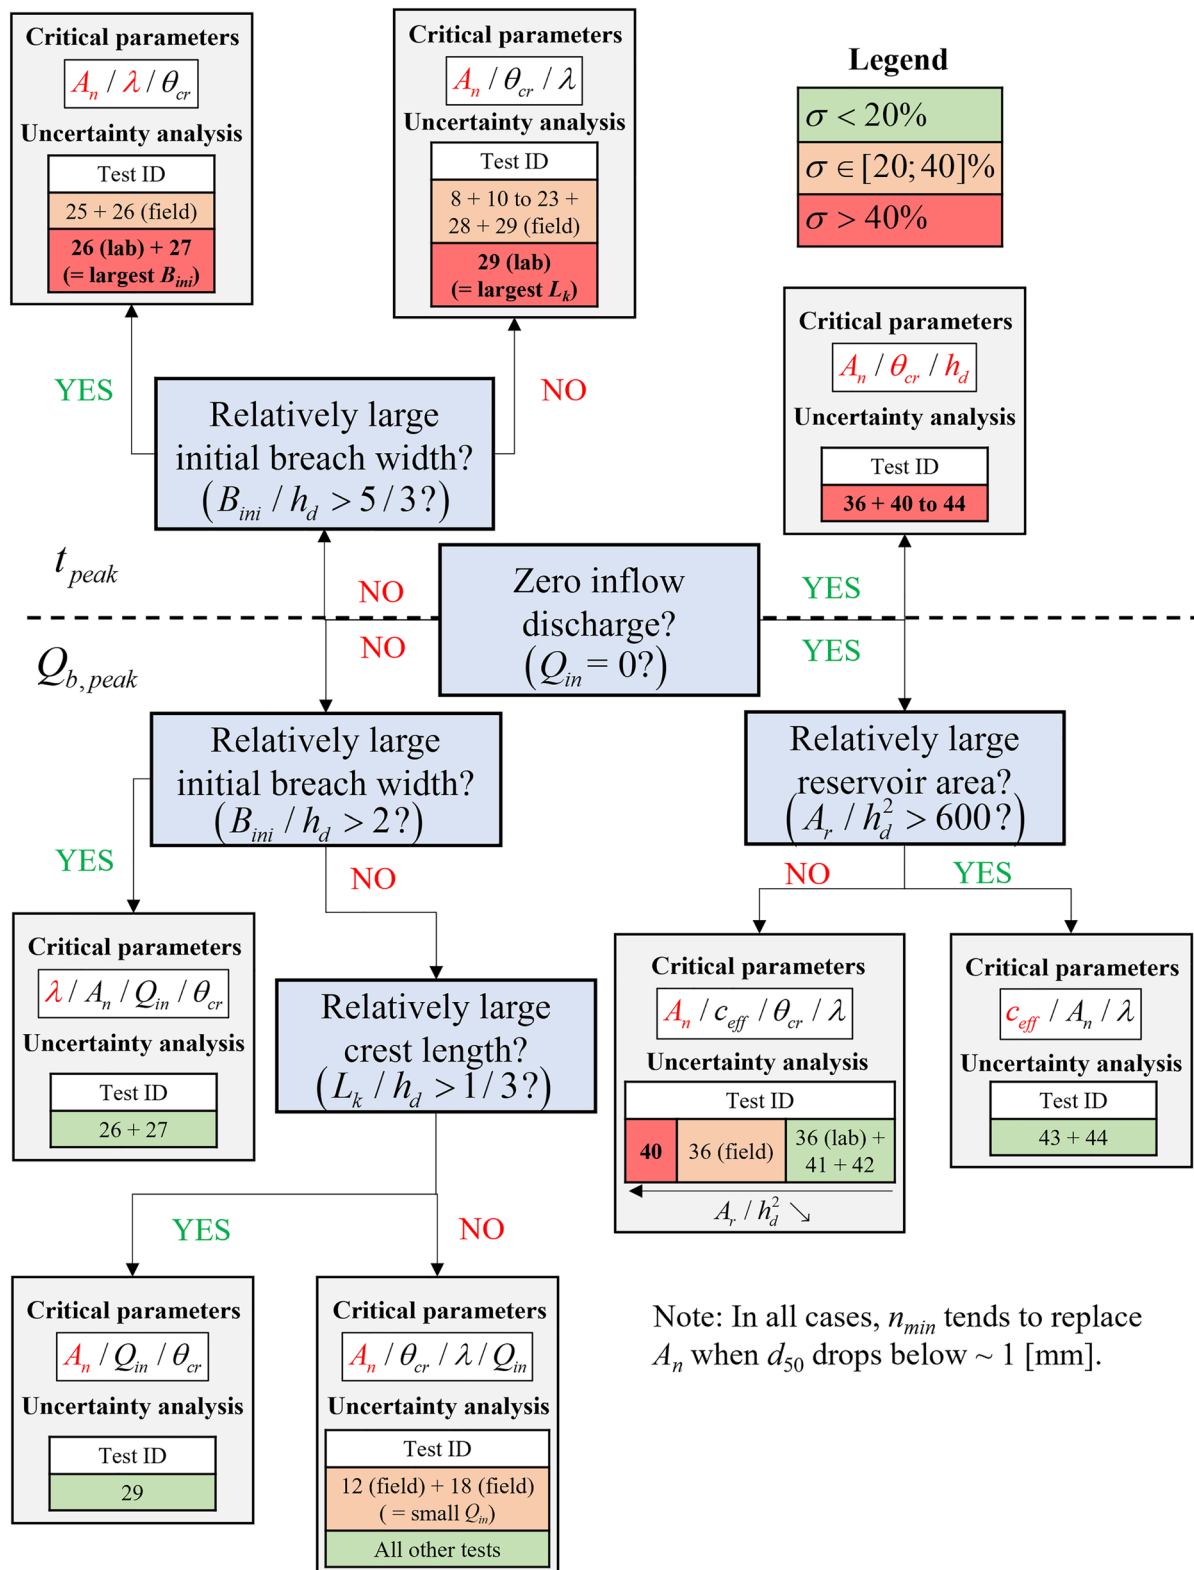 Critical parameters
A_n / λ / θ_cr
Uncertainty analysis
Test ID
25 + 26 (field)
26 (lab) + 27
(= largest B_ini)
Critical parameters
A_n / θ_cr / λ
Uncertainty analysis
Test ID
8 + 10 to 23 +
28 + 29 (field)
29 (lab)
(= largest L_k)
Legend
σ < 20%
σ ∈ [20; 40]%
σ > 40%
Critical parameters
A_n / θ_cr / h_d
Uncertainty analysis
Test ID
36 + 40 to 44
YES
NO
Relatively large
initial breach width?
(B_ini / h_d > 5 / 3?)
t_peak
NO
Zero inflow
discharge?
(Q_in = 0?)
YES
Q_b,peak
NO
YES
Relatively large
initial breach width?
(B_ini / h_d > 2?)
Relatively large
reservoir area?
(A_r / h_d^2 > 600?)
YES
NO
NO
YES
Critical parameters
λ / A_n / Q_in / θ_cr
Uncertainty analysis
Test ID
26 + 27
Relatively large
crest length?
(L_k / h_d > 1 / 3?)
Critical parameters
A_n / c_eff / θ_cr / λ
Uncertainty analysis
Test ID
40
36 (field)
36 (lab) +
41 + 42
A_r / h_d^2 ↘
Critical parameters
c_eff / A_n / λ
Uncertainty analysis
Test ID
43 + 44
YES
NO
Critical parameters
A_n / Q_in / θ_cr
Uncertainty analysis
Test ID
29
Critical parameters
A_n / θ_cr / λ / Q_in
Uncertainty analysis
Test ID
12 (field) + 18 (field)
( = small Q_in)
All other tests
Note: In all cases, n_min tends to replace
A_n when d_50 drops below ~ 1 [mm].